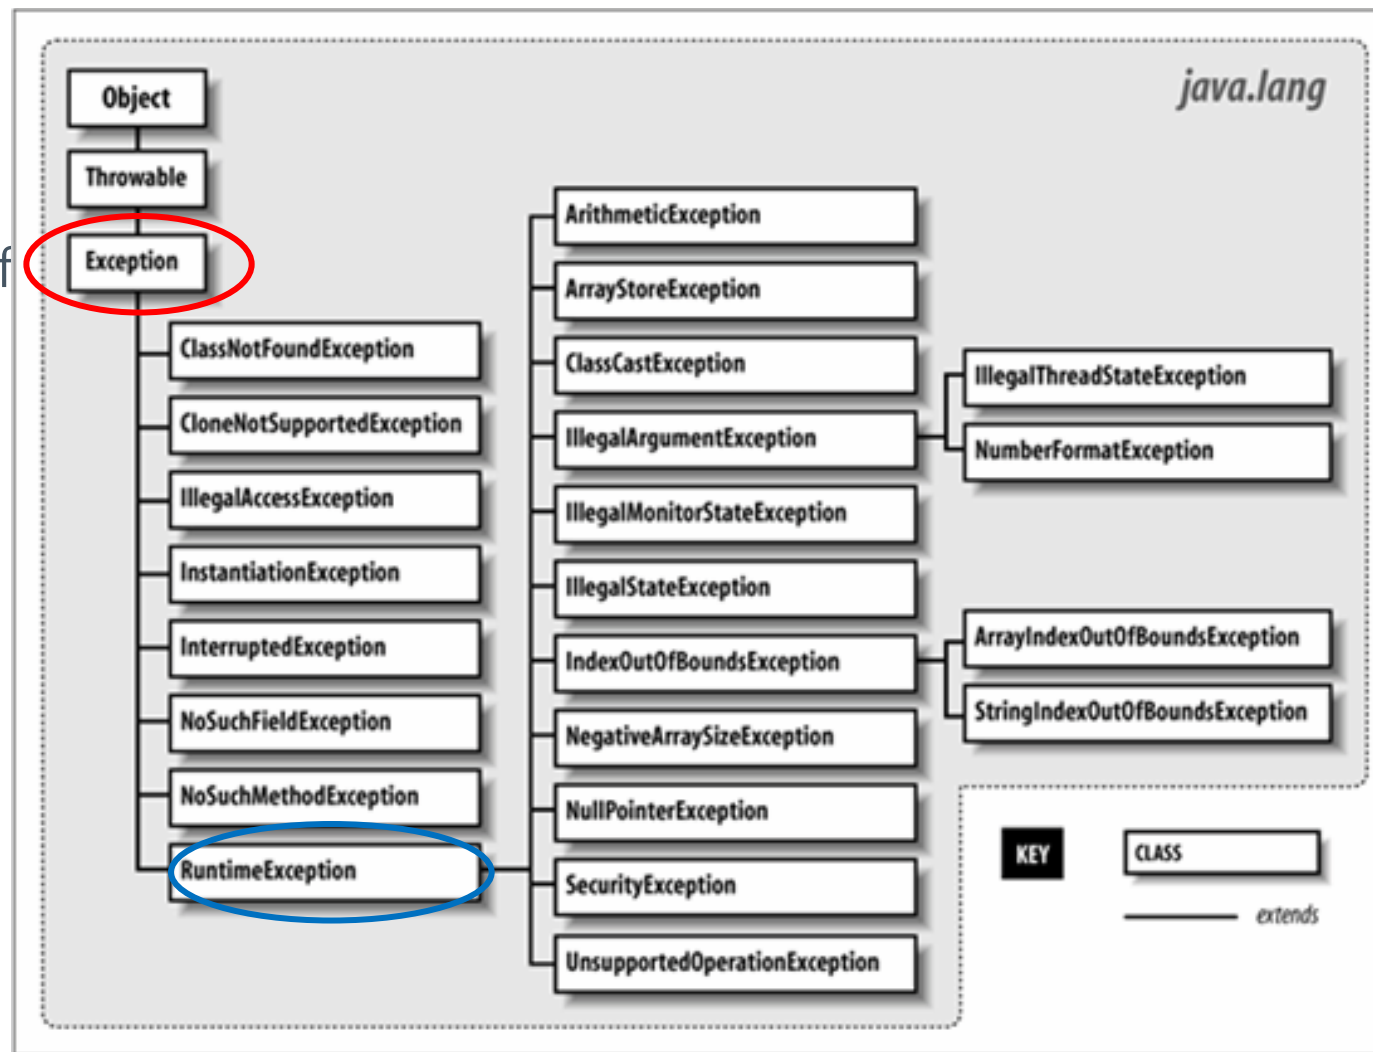 java.lang
Object
Throwable
f
Exception
ClassNotFoundException
CloneNotSupportedException
IllegalAccessException
InstantiationException
InterruptedException
NoSuchFieldException
NoSuchMethodException
RuntimeException
ArithmeticException
ArrayStoreException
ClassCastException
IllegalArgumentException
IllegalMonitorStateException
IllegalStateException
IndexOutOfBoundsException
NegativeArraySizeException
NullPointerException
SecurityException
UnsupportedOperationException
IllegalThreadStateException
NumberFormatException
ArrayIndexOutOfBoundsException
StringIndexOutOfBoundsException
KEY
CLASS
extends